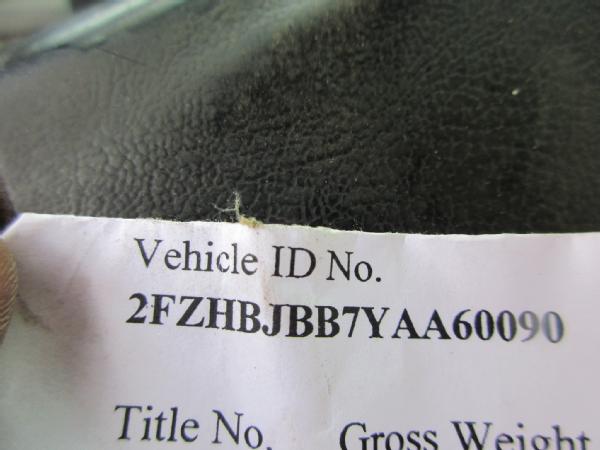 Vehicle ID No.
2FZHBJBB7YAA60090
Title No. Gross Weight